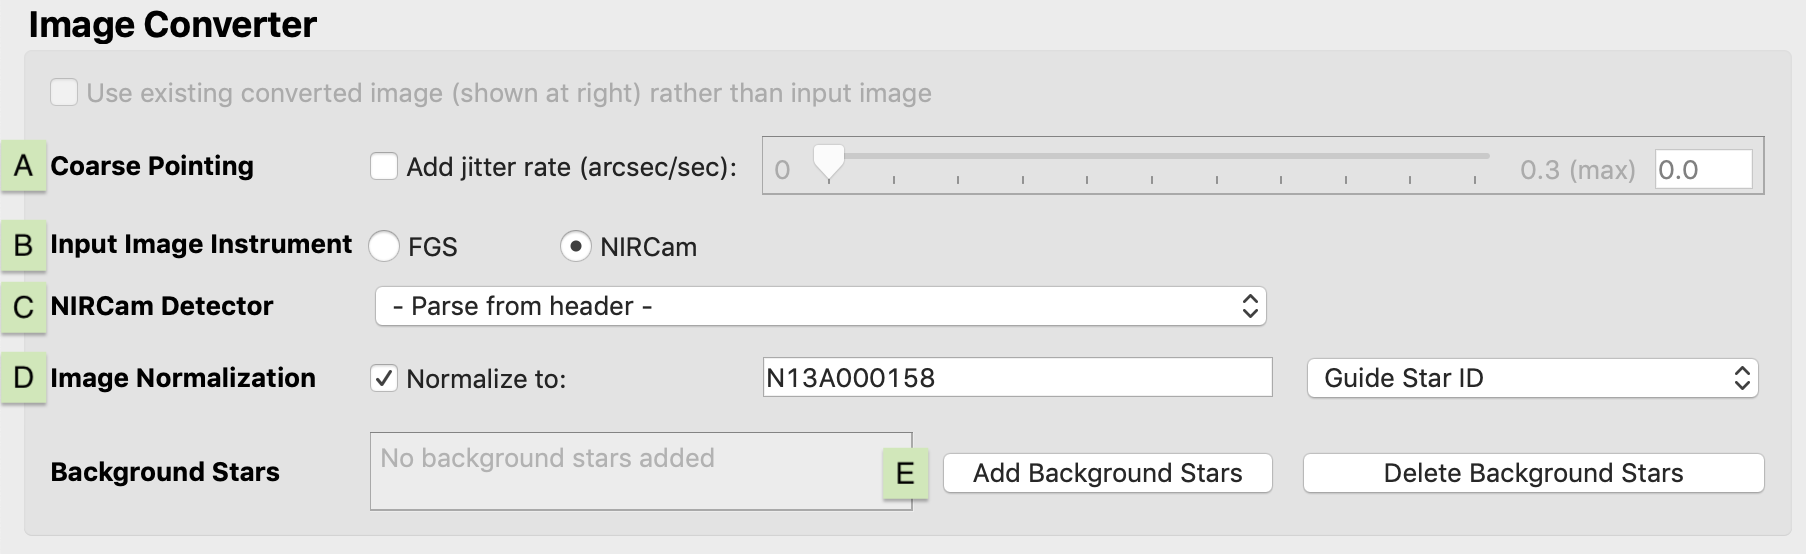 Image Converter
Use existing converted image (shown at right) rather than input image
A Coarse Pointing Add jitter rate (arcsec/sec): 0 0.3 (max) 0.0
B Input Image Instrument FGS NIRCam
C NIRCam Detector - Parse from header -
D Image Normalization Normalize to: N13A000158 Guide Star ID
Background Stars No background stars added E Add Background Stars Delete Background Stars